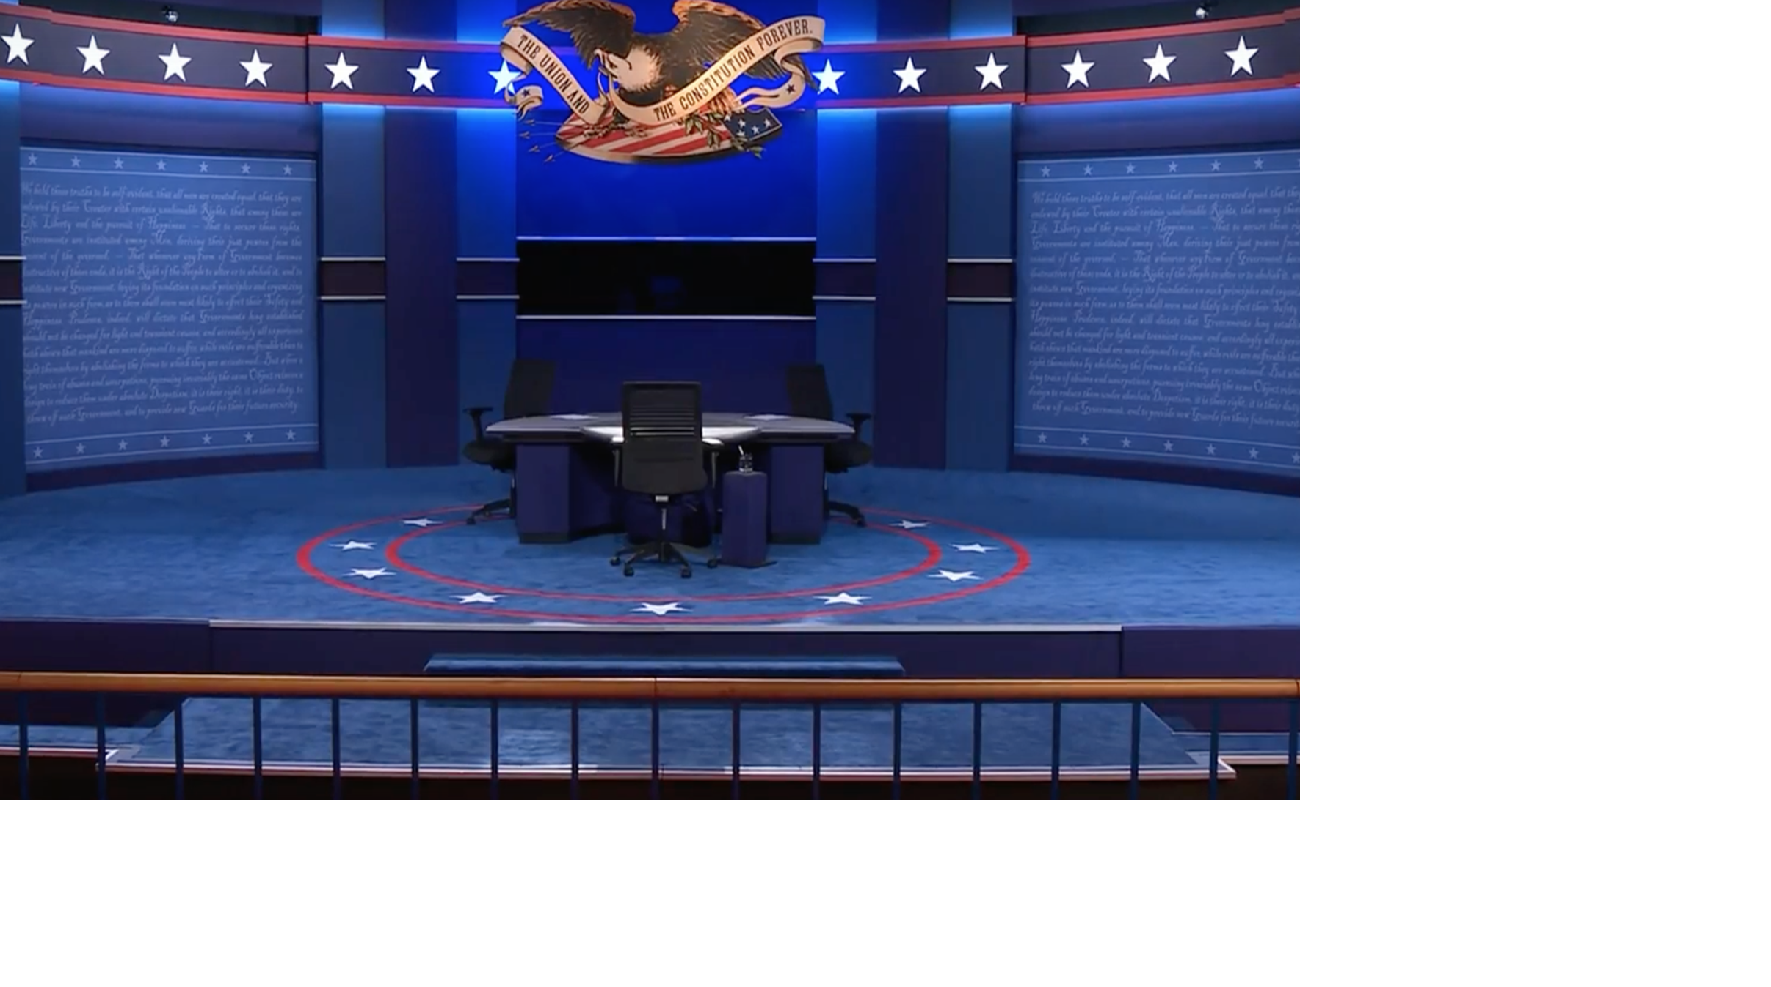 THE UNION AND THE CONSTITUTION FOREVER.
We hold these truths to be self-evident, that all men are created equal, that they are
endowed by their Creator with certain unalienable Rights, that among these are
Life, Liberty and the pursuit of Happiness. — That to secure these rights,
Governments are instituted among Men, deriving their just powers from the
consent of the governed, — That whenever any Form of Government becomes
destructive of these ends, it is the Right of the People to alter or to abolish it, and to
institute new Government, laying its foundation on such principles and organizing
its powers in such form, as to them shall seem most likely to effect their Safety and
Happiness. Prudence, indeed, will dictate that Governments long established
should not be changed for light and transient causes; and accordingly all experience
hath shewn that mankind are more disposed to suffer, while evils are sufferable than to
right themselves by abolishing the forms to which they are accustomed. But when a
long train of abuses and usurpations, pursuing invariably the same Object evinces a
design to reduce them under absolute Despotism, it is their right, it is their duty, to
throw off such Government, and to provide new Guards for their future security.
We hold these truths to be self-evident, that all men are created equal, that they
endowed by their Creator with certain unalienable Rights, that among these
Life, Liberty and the pursuit of Happiness. — That to secure these rights
Governments are instituted among Men, deriving their just powers from
consent of the governed, — That whenever any Form of Government
destructive of these ends, it is the Right of the People to alter or to abolish it, and
institute new Government, laying its foundation on such principles and
its powers in such form, as to them shall seem most likely to effect their Safety
Happiness. Prudence, indeed, will dictate that Governments long
should not be changed for light and transient causes; and accordingly all
hath shewn that mankind are more disposed to suffer, while evils are sufferable
right themselves by abolishing the forms to which they are accustomed. But
long train of abuses and usurpations, pursuing invariably the same Object
design to reduce them under absolute Despotism, it is their right, it is their duty
throw off such Government, and to provide new Guards for their future